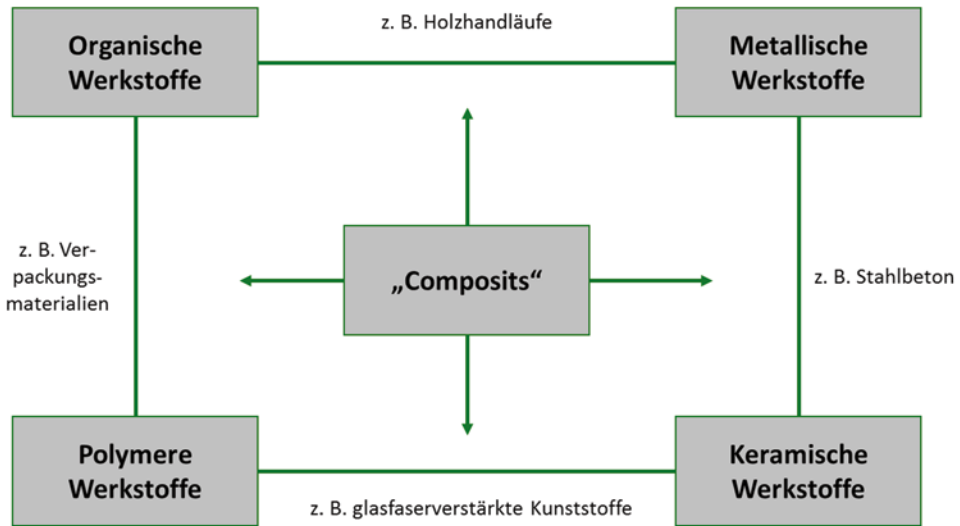 z. B. Holzhandläufe
Organische
Werkstoffe
Metallische
Werkstoffe
z. B. Ver-
packungs-
materialien
„Composits“
z. B. Stahlbeton
Polymere
Werkstoffe
Keramische
Werkstoffe
z. B. glasfaserverstärkte Kunststoffe